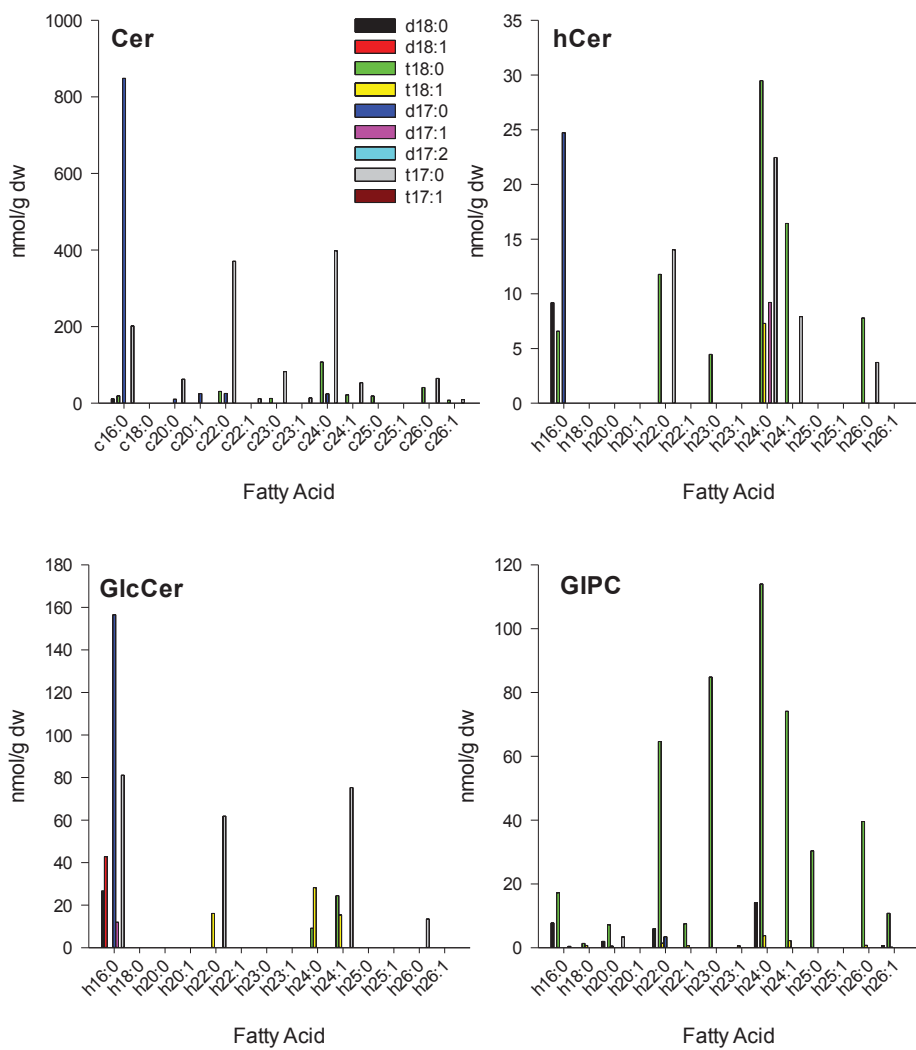 Cer
1000
800
600
400
200
0
nmol/g dw
d18:0
d18:1
t18:0
t18:1
d17:0
d17:1
d17:2
t17:0
t17:1
c16:0
c18:0
c20:0
c20:1
c22:0
c22:1
c23:0
c23:1
c24:0
c24:1
c25:0
c25:1
c26:0
c26:1
Fatty Acid
hCer
35
30
25
20
15
10
5
0
nmol/g dw
h16:0
h18:0
h20:0
h20:1
h22:0
h22:1
h23:0
h23:1
h24:0
h24:1
h25:0
h25:1
h26:0
h26:1
Fatty Acid
GlcCer
180
160
140
120
100
80
60
40
20
0
nmol/g dw
h16:0
h18:0
h20:0
h20:1
h22:0
h22:1
h23:0
h23:1
h24:0
h24:1
h25:0
h25:1
h26:0
h26:1
Fatty Acid
GIPC
120
100
80
60
40
20
0
nmol/g dw
h16:0
h18:0
h20:0
h20:1
h22:0
h22:1
h23:0
h23:1
h24:0
h24:1
h25:0
h25:1
h26:0
h26:1
Fatty Acid